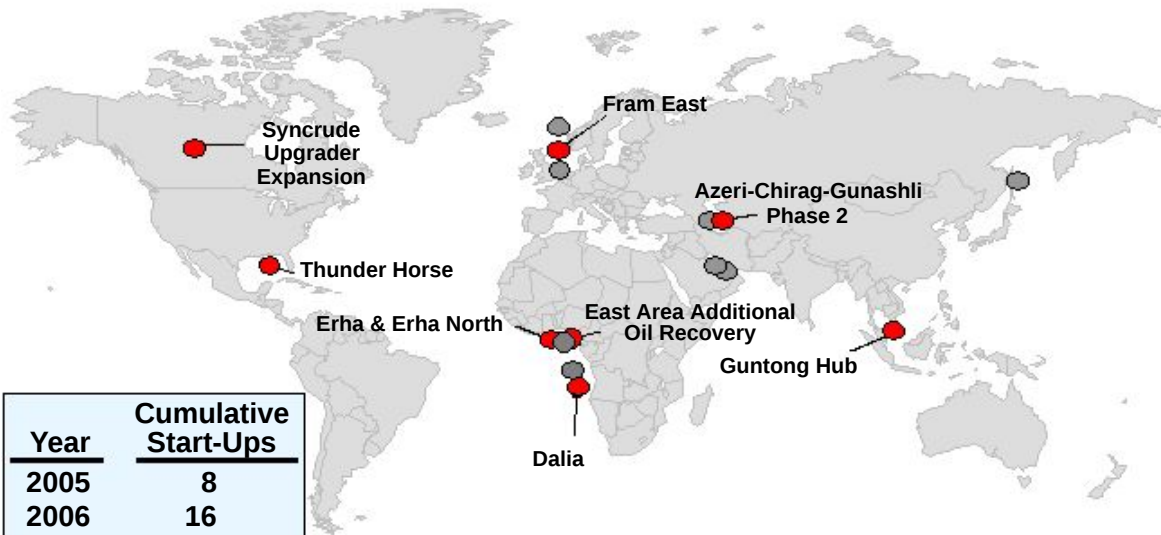 Fram East
Syncrude
Upgrader
Expansion
Azeri-Chirag-Gunashli
Phase 2
Thunder Horse
Erha & Erha North
East Area Additional
Oil Recovery
Guntong Hub
Dalia
Cumulative
Year Start-Ups
2005 8
2006 16